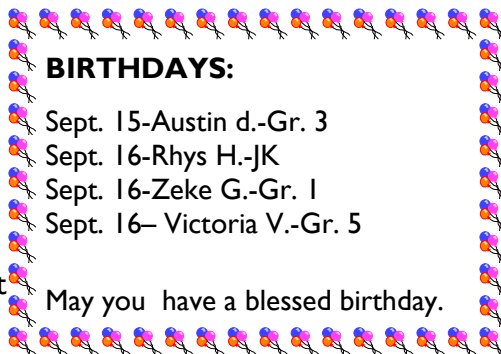 BIRTHDAYS:
Sept. 15-Austin d.-Gr. 3
Sept. 16-Rhys H.-JK
Sept. 16-Zeke G.-Gr. 1
Sept. 16– Victoria V.-Gr. 5
t
May you  have a blessed birthday.